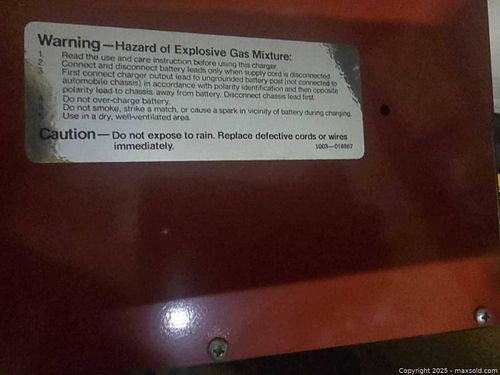 Warning—Hazard of Explosive Gas Mixture:
1 Read the use and care instruction before using this charger.
2 Connect and disconnect battery leads only when supply cord is disconnected.
3 First connect charger output lead to ungrounded battery post (not connected to
automobile chassis) in accordance with polarity identification and then opposite
polarity lead to chassis away from battery. Disconnect chassis lead first.
Do not over-charge battery.
Do not smoke, strike a match, or cause a spark in vicinity of battery during charging.
Use in a dry, well-ventilated area.
Caution— Do not expose to rain. Replace defective cords or wires
immediately.
1003—018867
Copyright 2025 - maxsold.com